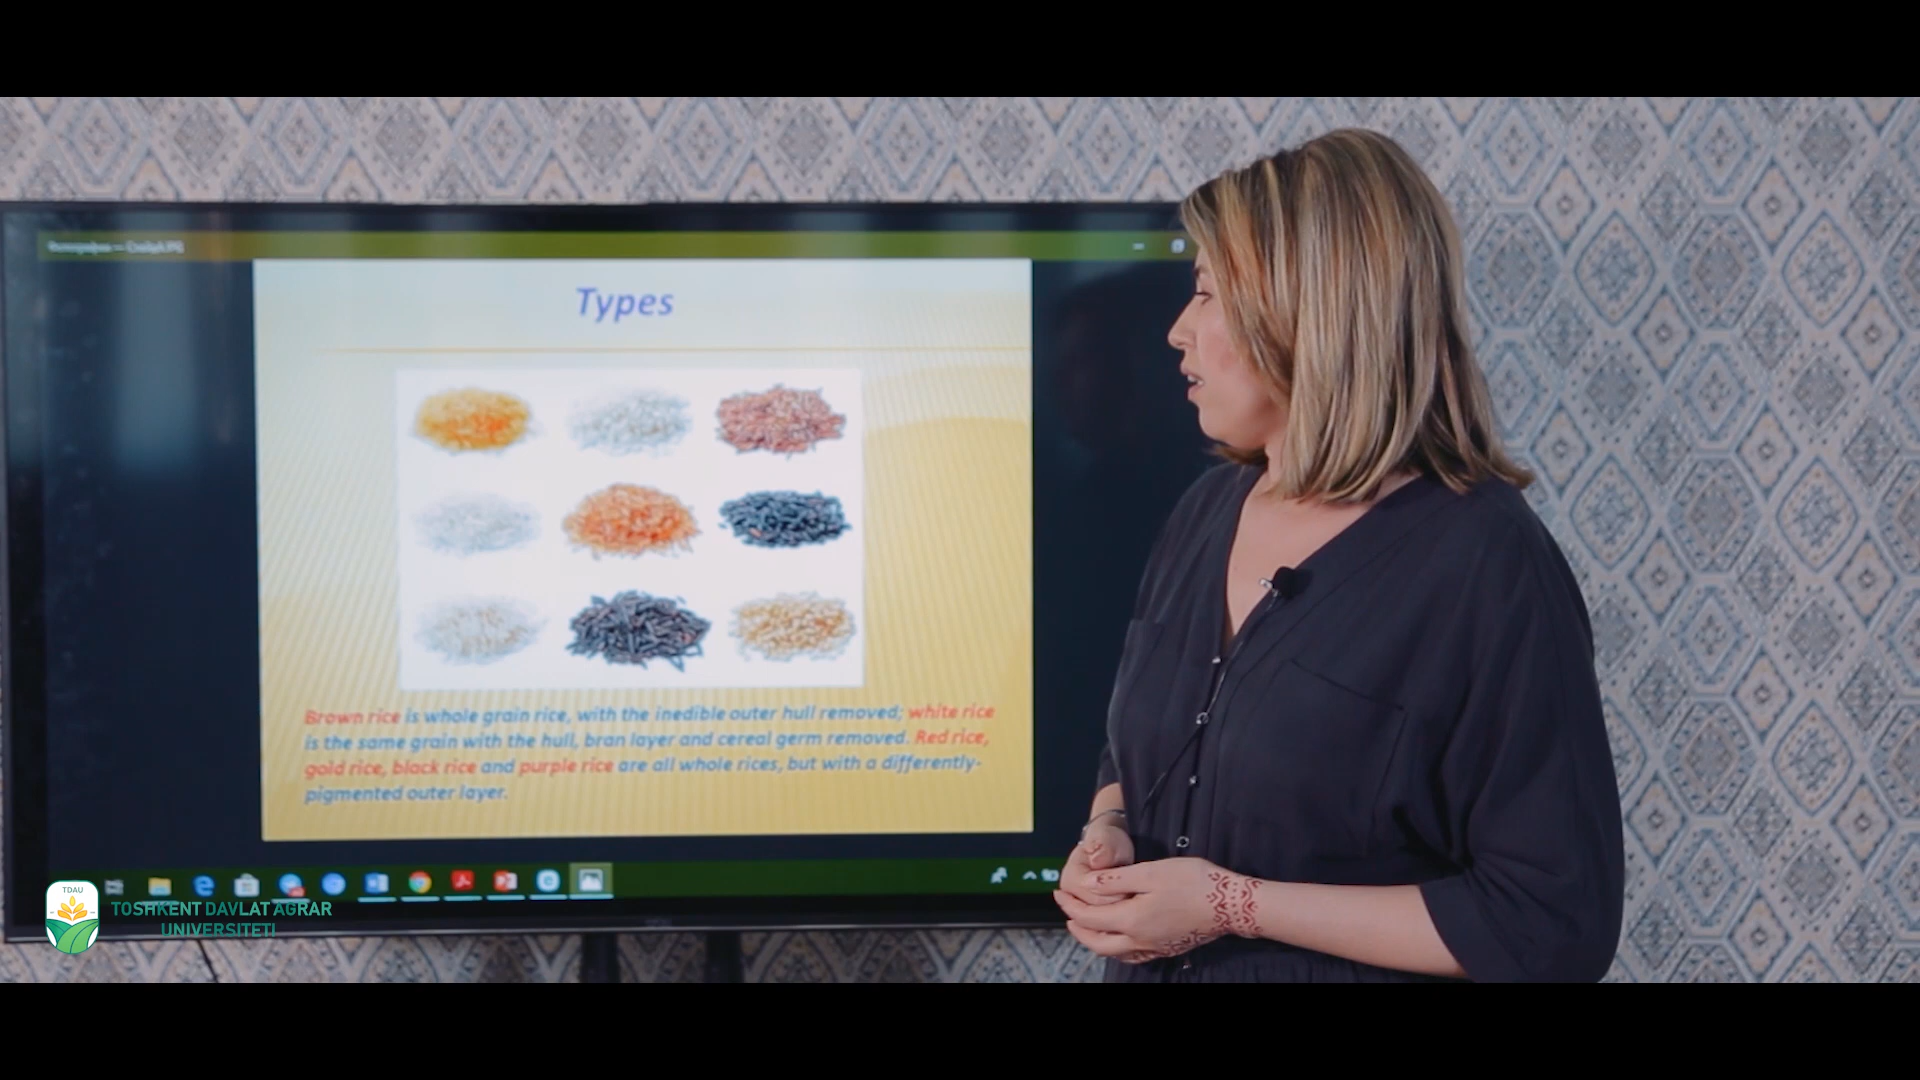 Types
Brown rice is whole grain rice, with the inedible outer hull removed; white rice
is the same grain with the hull, bran layer and cereal germ removed. Red rice,
gold rice, black rice and purple rice are all whole rices, but with a differently-
pigmented outer layer.
TDAU
TOSHKENT DAVLAT AGRAR
UNIVERSITETI